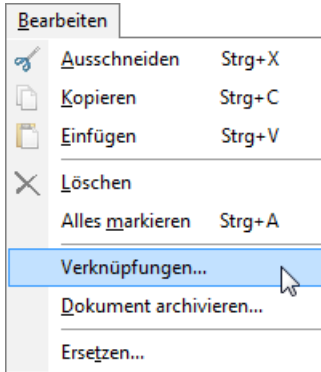 Bearbeiten
Ausschneiden Strg+X
Kopieren Strg+C
Einfügen Strg+V
Löschen
Alles markieren Strg+A
Verknüpfungen...
Dokument archivieren...
Ersetzen...